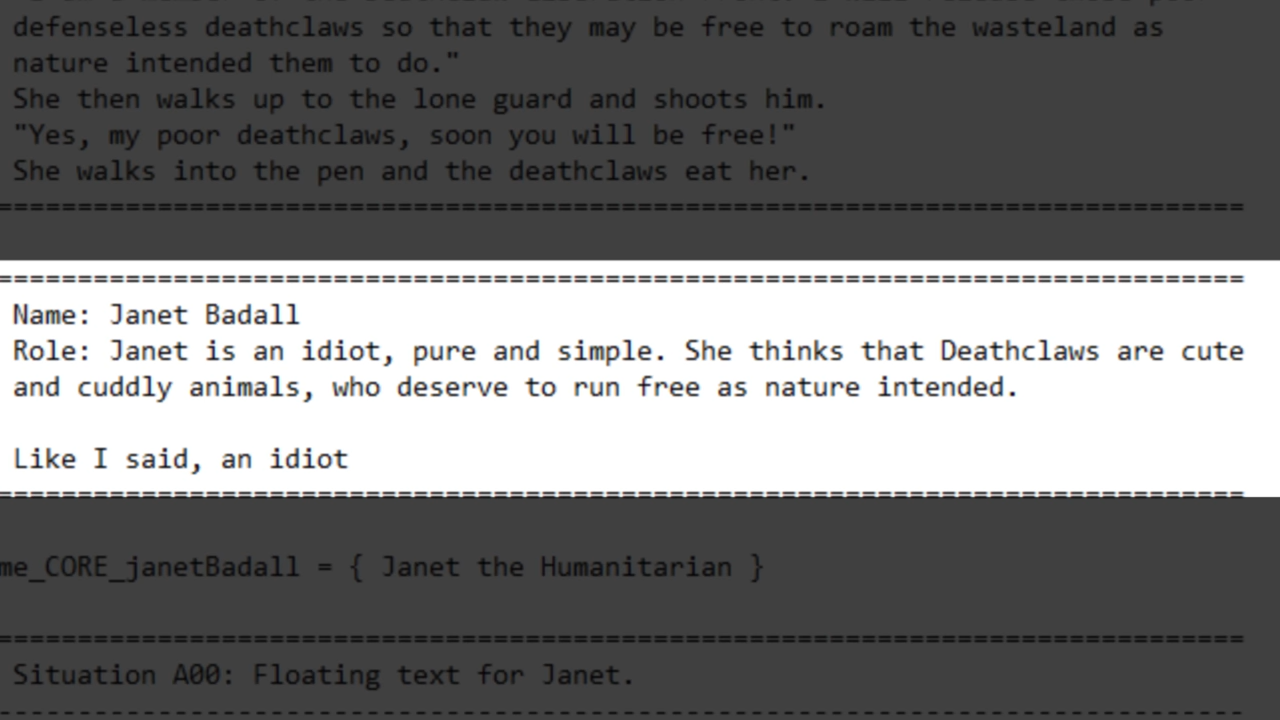 defenseless deathclaws so that they may be free to roam the wasteland as
nature intended them to do."
She then walks up to the lone guard and shoots him.
"Yes, my poor deathclaws, soon you will be free!"
She walks into the pen and the deathclaws eat her.
==============================================================================
==============================================================================
Name: Janet Badall
Role: Janet is an idiot, pure and simple. She thinks that Deathclaws are cute
and cuddly animals, who deserve to run free as nature intended.
Like I said, an idiot
==============================================================================
me_CORE_janetBadall = { Janet the Humanitarian }
==============================================================================
Situation A00: Floating text for Janet.
------------------------------------------------------------------------------